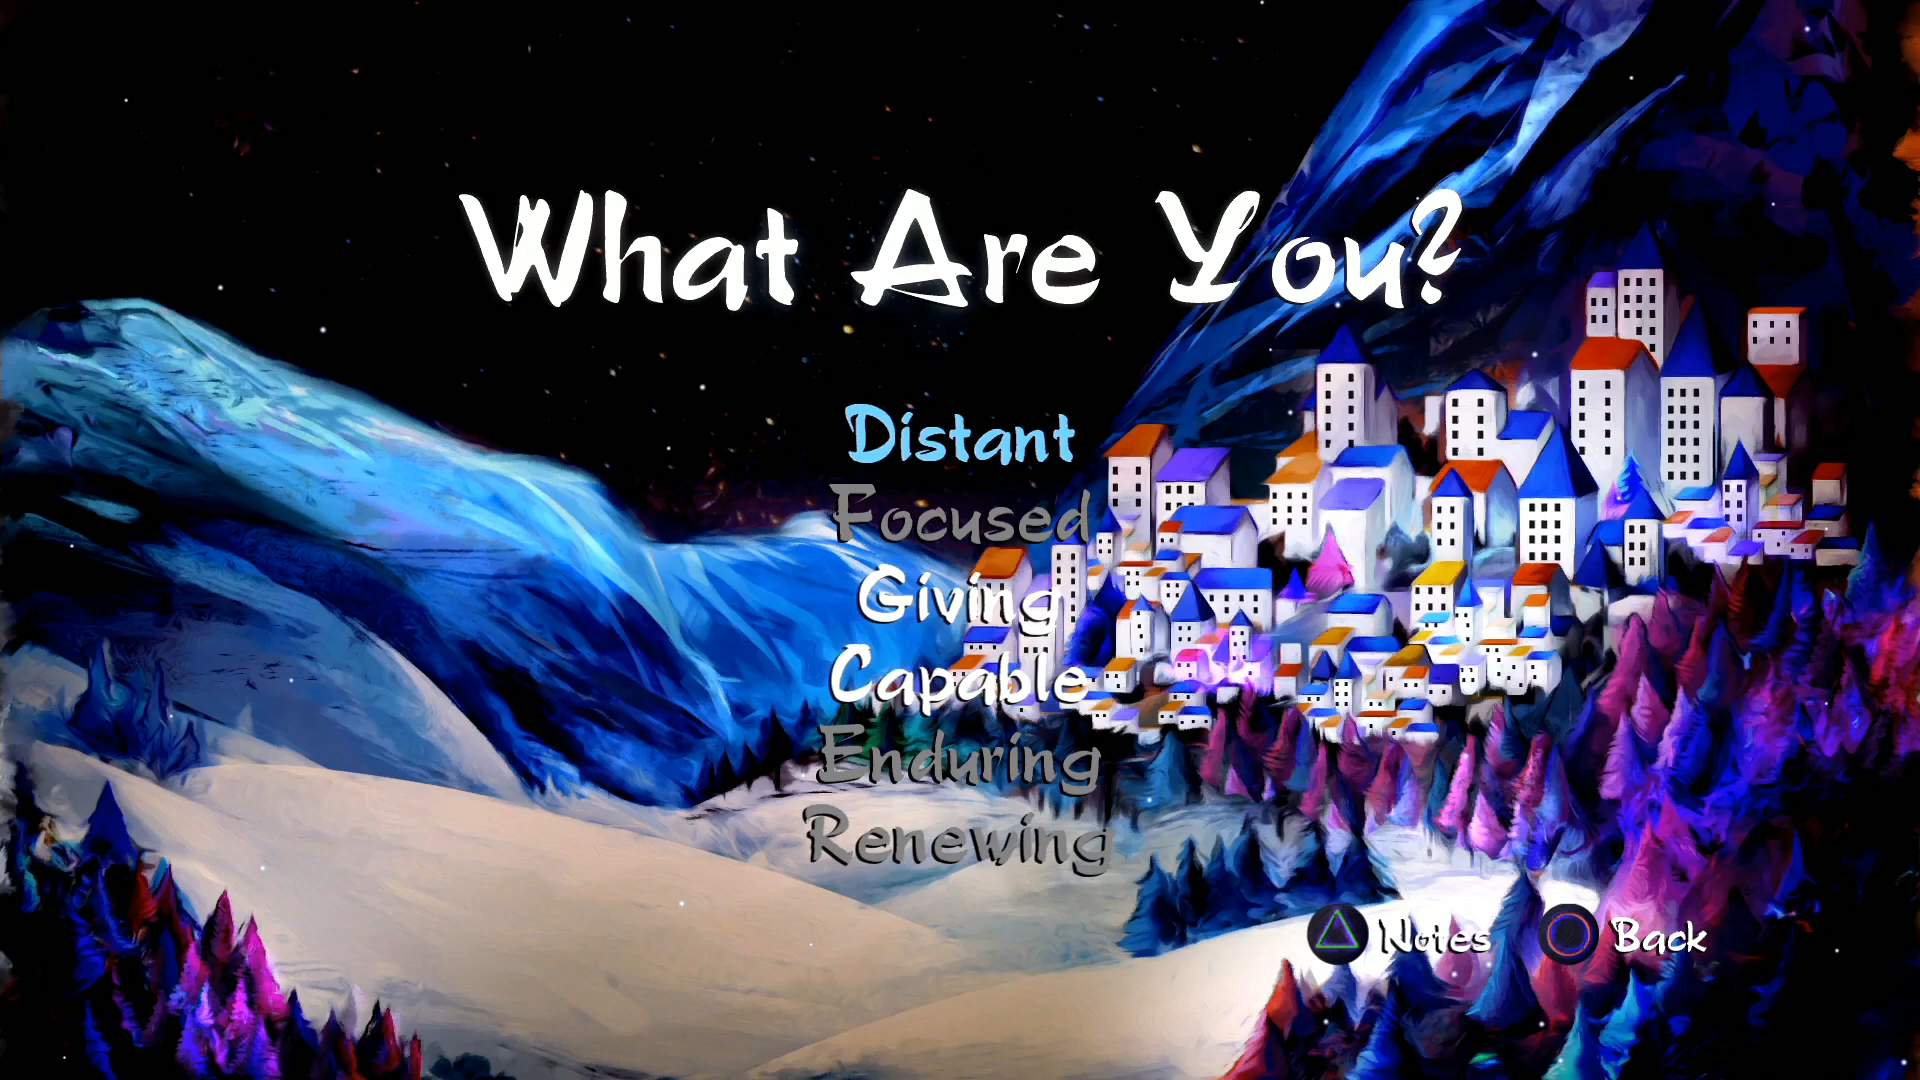 What Are You?
Distant
Focused
Giving
Capable
Enduring
Renewing
Notes Back